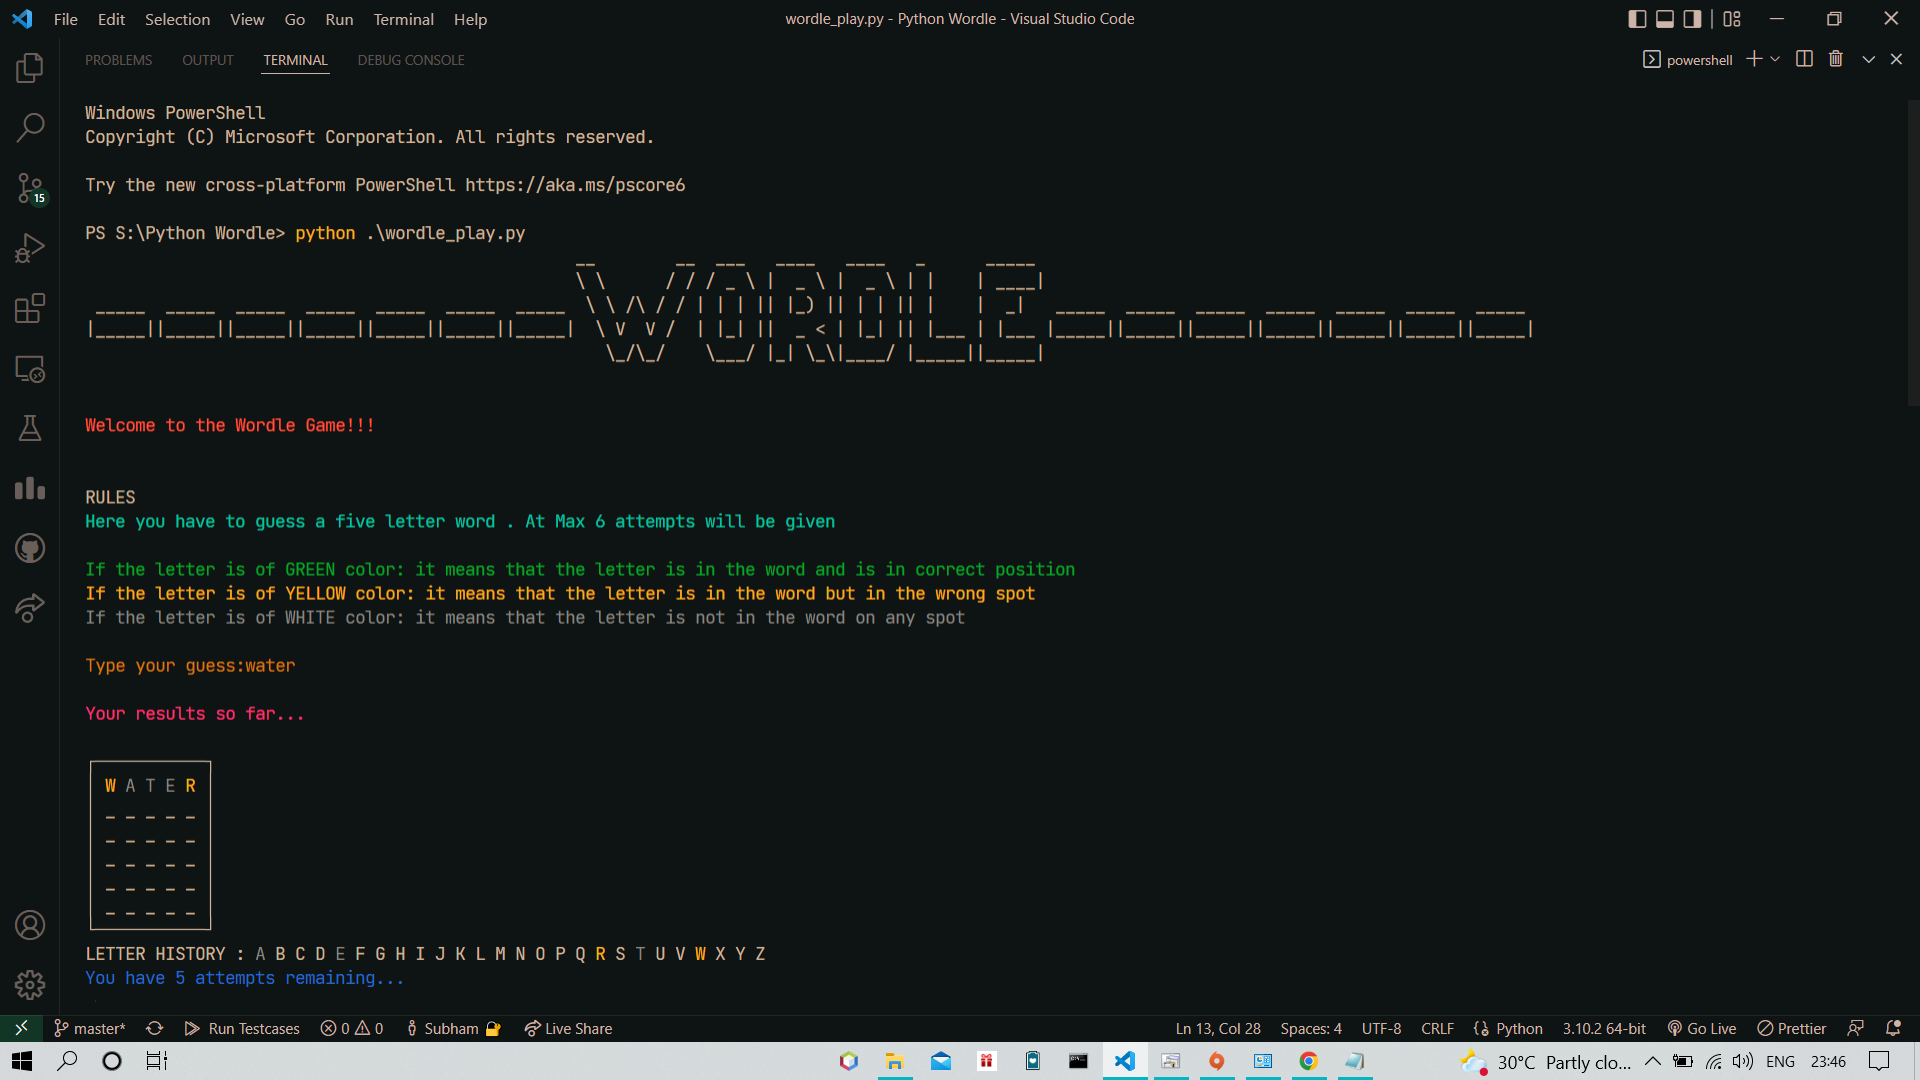 File Edit Selection View Go Run Terminal Help
wordle_play.py - Python Wordle - Visual Studio Code
PROBLEMS OUTPUT TERMINAL DEBUG CONSOLE
powershell
15
Windows PowerShell
Copyright (C) Microsoft Corporation. All rights reserved.
Try the new cross-platform PowerShell https://aka.ms/pscore6
PS S:\Python Wordle> python .\wordle_play.py
WORDLE
Welcome to the Wordle Game!!!
RULES
Here you have to guess a five letter word . At Max 6 attempts will be given
If the letter is of GREEN color: it means that the letter is in the word and is in correct position
If the letter is of YELLOW color: it means that the letter is in the word but in the wrong spot
If the letter is of WHITE color: it means that the letter is not in the word on any spot
Type your guess:water
Your results so far...
W A T E R
- - - - -
- - - - -
- - - - -
- - - - -
- - - - -
LETTER HISTORY : A B C D E F G H I J K L M N O P Q R S T U V W X Y Z
You have 5 attempts remaining...
master* Run Testcases 0 0 Subham Live Share Ln 13, Col 28 Spaces: 4 UTF-8 CRLF Python 3.10.2 64-bit Go Live Prettier
30°C Partly clo... ENG 23:46